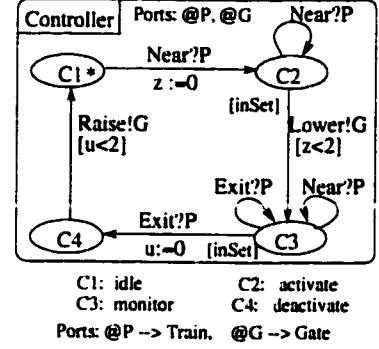 Controller
Ports: @P, @G
Near?P
Near?P
C1*
z :=0
C2
[inSet]
Raise!G
[u<2]
Lower!G
[z<2]
Exit?P
Near?P
Exit?P
C4
u:=0
[inSet]
C3
C1: idle C2: activate
C3: monitor C4: deactivate
Ports: @P --> Train, @G --> Gate